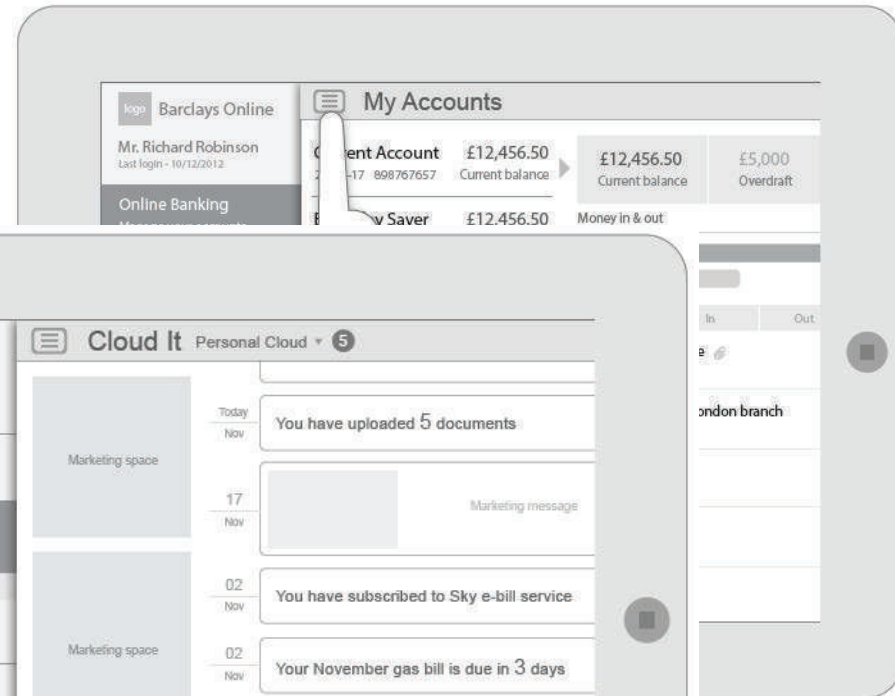 logo Barclays Online
My Accounts
Mr. Richard Robinson
Last login - 10/12/2012
Online Banking
ent Account £12,456.50
-17 898767657 Current balance
£12,456.50 £5,000
Current balance Overdraft
y Saver £12,456.50
Money in & out
In Out
e
ondon branch
Cloud It Personal Cloud 5
Marketing space
Today
Nov
You have uploaded 5 documents
17
Nov
Marketing message
02
Nov
You have subscribed to Sky e-bill service
Marketing space
02
Nov
Your November gas bill is due in 3 days